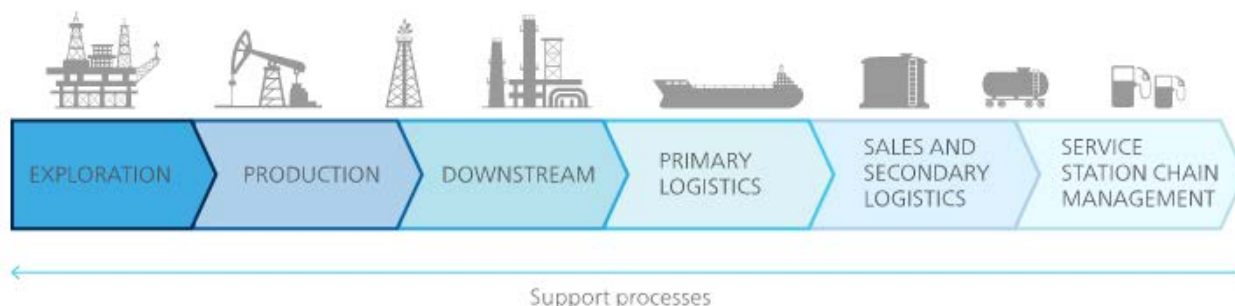 EXPLORATION
PRODUCTION
DOWNSTREAM
PRIMARY
LOGISTICS
SALES AND
SECONDARY
LOGISTICS
SERVICE
STATION CHAIN
MANAGEMENT
Support processes